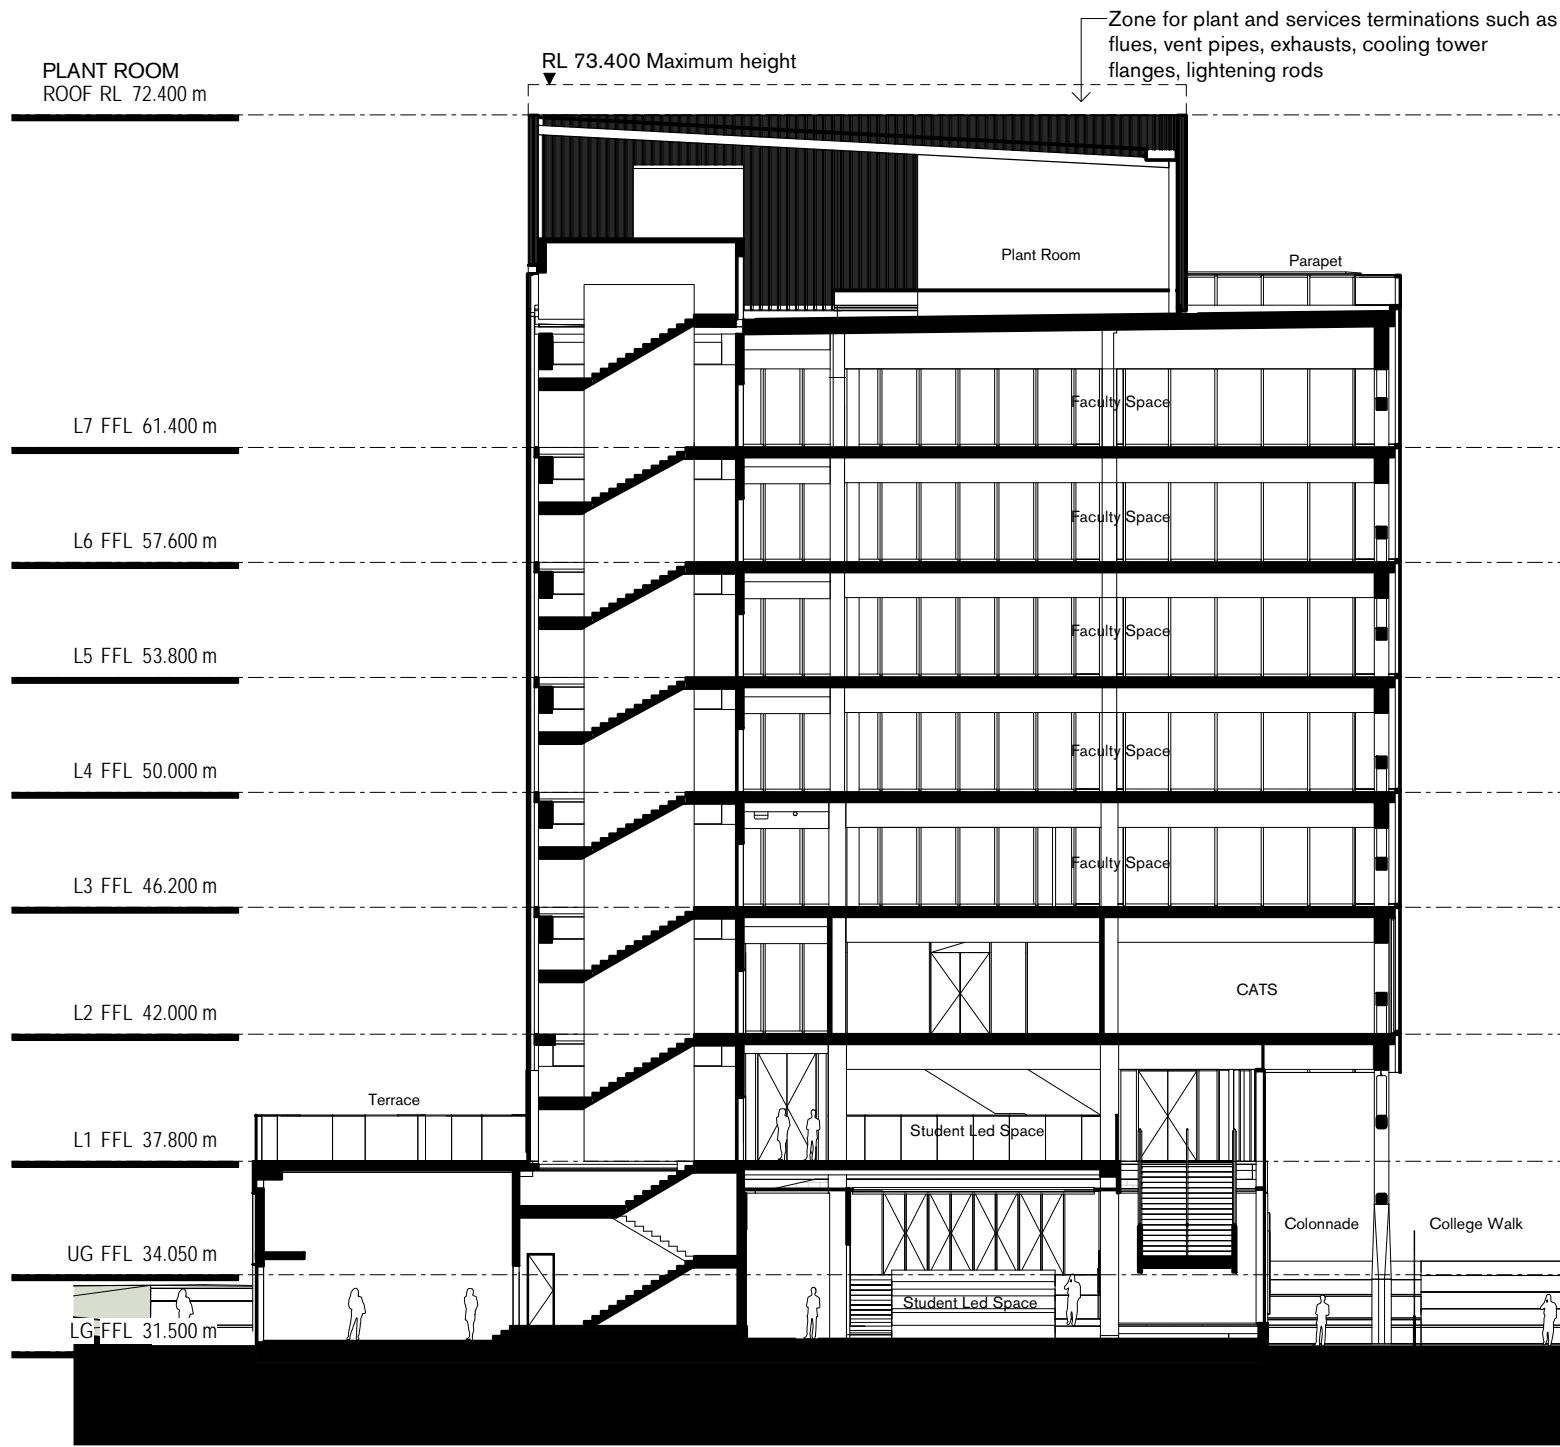 Zone for plant and services terminations such as
flues, vent pipes, exhausts, cooling tower
flanges, lightening rods
RL 73.400 Maximum height
PLANT ROOM
ROOF RL 72.400 m
Plant Room
Parapet
L7 FFL 61.400 m
Faculty Space
L6 FFL 57.600 m
Faculty Space
L5 FFL 53.800 m
Faculty Space
L4 FFL 50.000 m
Faculty Space
L3 FFL 46.200 m
Faculty Space
L2 FFL 42.000 m
CATS
Terrace
L1 FFL 37.800 m
Student Led Space
UG FFL 34.050 m
Colonnade
College Walk
Student Led Space
LG FFL 31.500 m